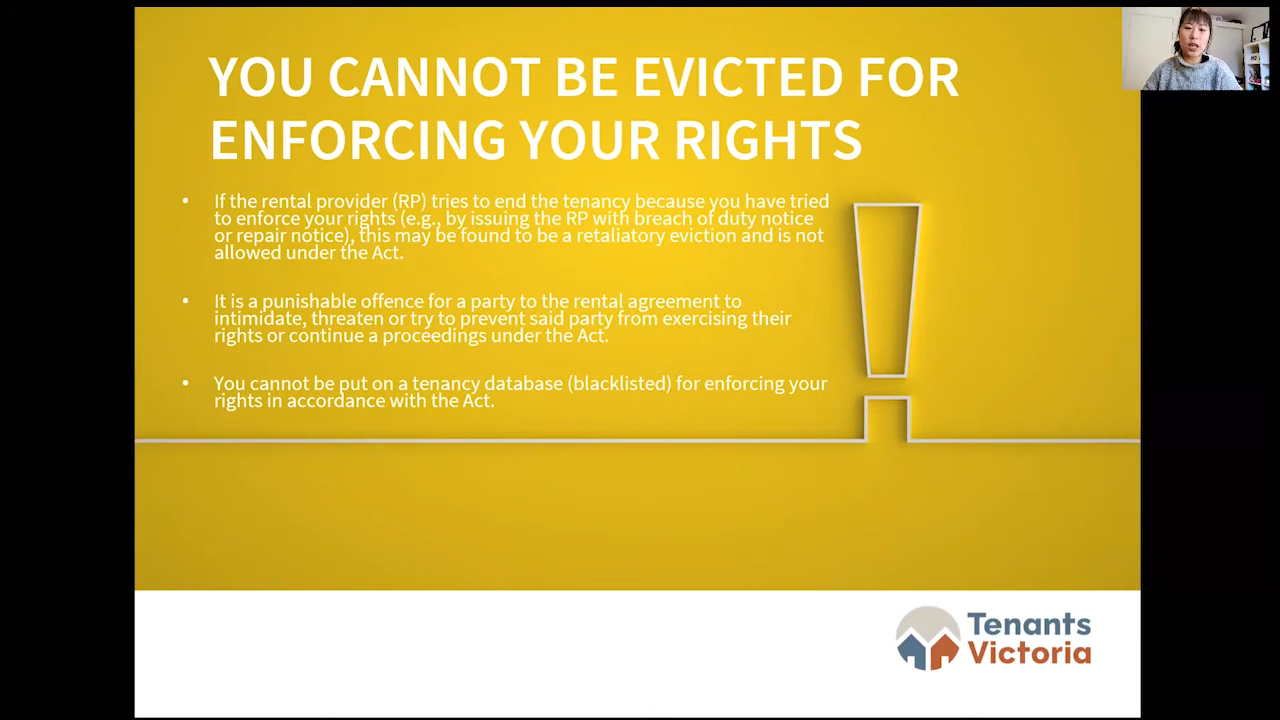 YOU CANNOT BE EVICTED FOR
ENFORCING YOUR RIGHTS
• If the rental provider (RP) tries to end the tenancy because you have tried
to enforce your rights (e.g., by issuing the RP with breach of duty notice
or repair notice), this may be found to be a retaliatory eviction and is not
allowed under the Act.
• It is a punishable offence for a party to the rental agreement to
intimidate, threaten or try to prevent said party from exercising their
rights or continue a proceedings under the Act.
• You cannot be put on a tenancy database (blacklisted) for enforcing your
rights in accordance with the Act.
Tenants
Victoria